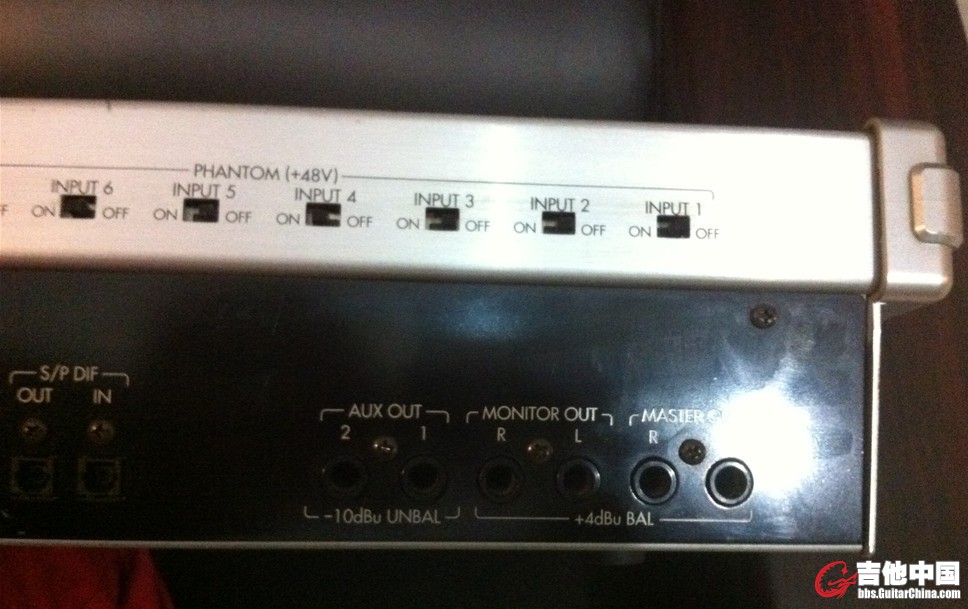 PHANTOM (+48V)
INPUT 6 INPUT 5 INPUT 4 INPUT 3 INPUT 2 INPUT 1
ON OFF ON OFF ON OFF ON OFF ON OFF ON OFF
S/P DIF
OUT IN
AUX OUT MONITOR OUT MASTER
2 1 R L R
-10dBu UNBAL +4dBu BAL
吉他中国
bbs.GuitarChina.com